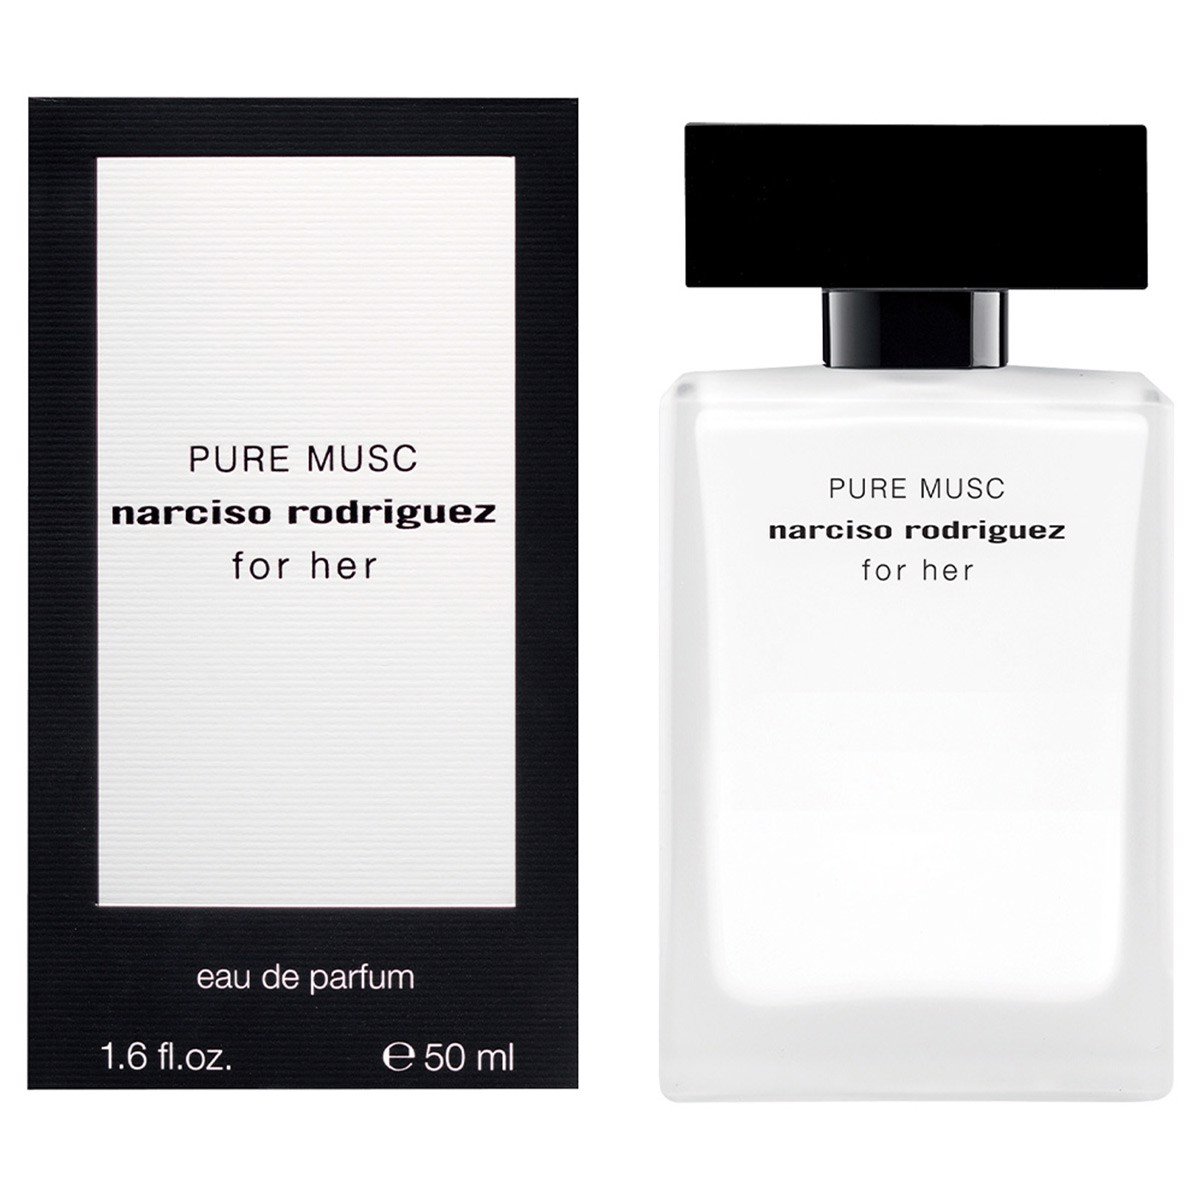 PURE MUSC
narciso rodriguez
for her
eau de parfum
1.6 fl.oz. ℮ 50 ml
PURE MUSC
narciso rodriguez
for her